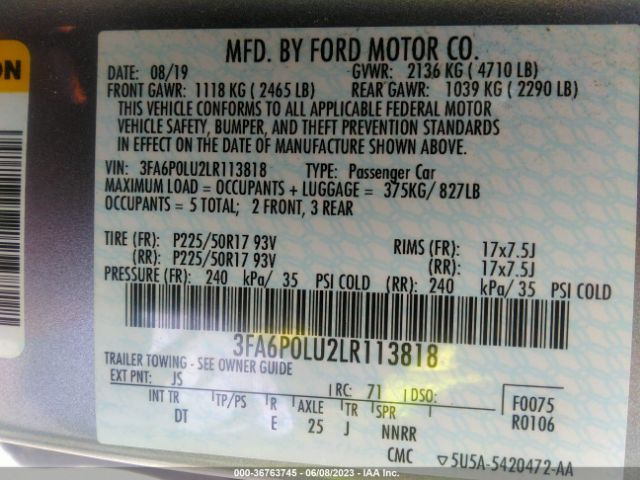 ON
MFD. BY FORD MOTOR CO.
DATE: 08/19 GVWR: 2136 KG ( 4710 LB)
FRONT GAWR: 1118 KG ( 2465 LB) REAR GAWR: 1039 KG ( 2290 LB)
THIS VEHICLE CONFORMS TO ALL APPLICABLE FEDERAL MOTOR
VEHICLE SAFETY, BUMPER, AND THEFT PREVENTION STANDARDS
IN EFFECT ON THE DATE OF MANUFACTURE SHOWN ABOVE.
VIN: 3FA6P0LU2LR113818 TYPE: Passenger Car
MAXIMUM LOAD = OCCUPANTS + LUGGAGE = 375KG/ 827LB
OCCUPANTS = 5 TOTAL; 2 FRONT, 3 REAR
TIRE (FR): P225/50R17 93V RIMS (FR): 17x7.5J
(RR): P225/50R17 93V (RR): 17x7.5J
PRESSURE (FR): 240 kPa/ 35 PSI COLD (RR): 240 kPa/ 35 PSI COLD
3FA6P0LU2LR113818
TRAILER TOWING - SEE OWNER GUIDE
EXT PNT: JS RC: 71 DSO: F0075
INT TR TP/PS R AXLE TR SPR R0106
DT E 25 J NNRR
CMC ▽5U5A-5420472-AA
000-36763745 - 06/08/2023 - IAA Inc.